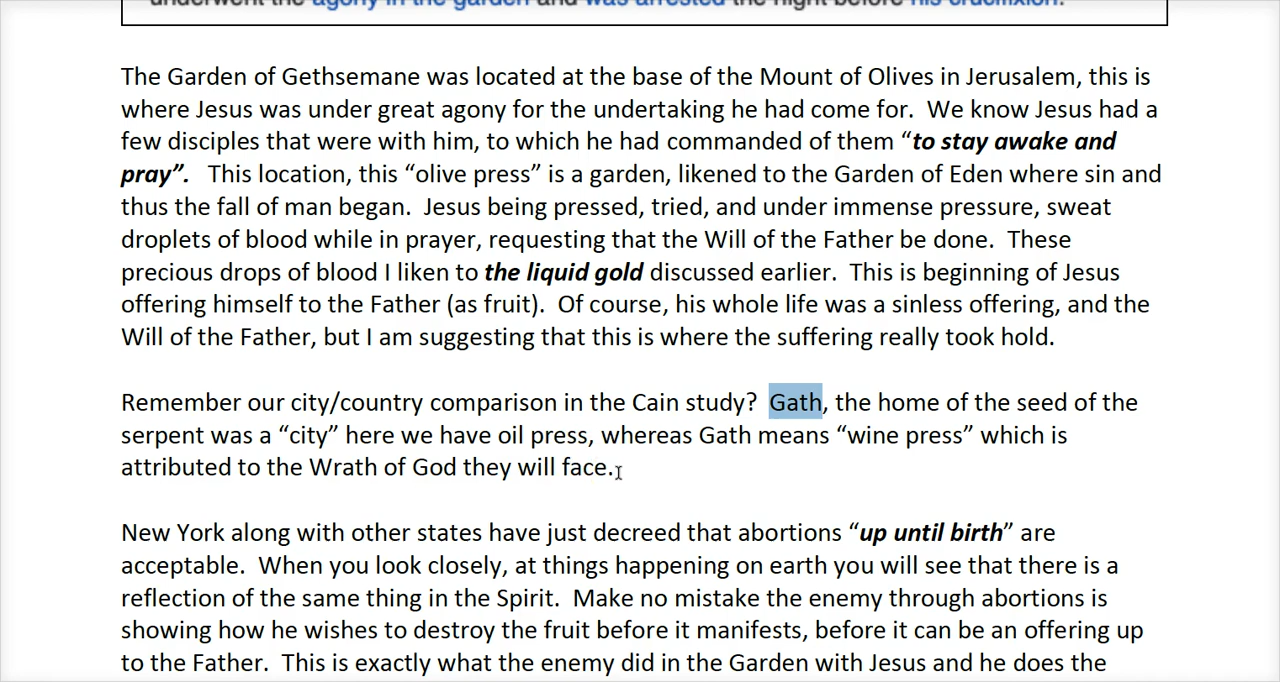 underwent the agony in the garden and was arrested the night before his crucifixion.
The Garden of Gethsemane was located at the base of the Mount of Olives in Jerusalem, this is
where Jesus was under great agony for the undertaking he had come for.  We know Jesus had a
few disciples that were with him, to which he had commanded of them “to stay awake and
pray”.   This location, this “olive press” is a garden, likened to the Garden of Eden where sin and
thus the fall of man began.  Jesus being pressed, tried, and under immense pressure, sweat
droplets of blood while in prayer, requesting that the Will of the Father be done.  These
precious drops of blood I liken to the liquid gold discussed earlier.  This is beginning of Jesus
offering himself to the Father (as fruit).  Of course, his whole life was a sinless offering, and the
Will of the Father, but I am suggesting that this is where the suffering really took hold.
Remember our city/country comparison in the Cain study?  Gath, the home of the seed of the
serpent was a “city” here we have oil press, whereas Gath means “wine press” which is
attributed to the Wrath of God they will face.
New York along with other states have just decreed that abortions “up until birth” are
acceptable.  When you look closely, at things happening on earth you will see that there is a
reflection of the same thing in the Spirit.  Make no mistake the enemy through abortions is
showing how he wishes to destroy the fruit before it manifests, before it can be an offering up
to the Father.  This is exactly what the enemy did in the Garden with Jesus and he does the